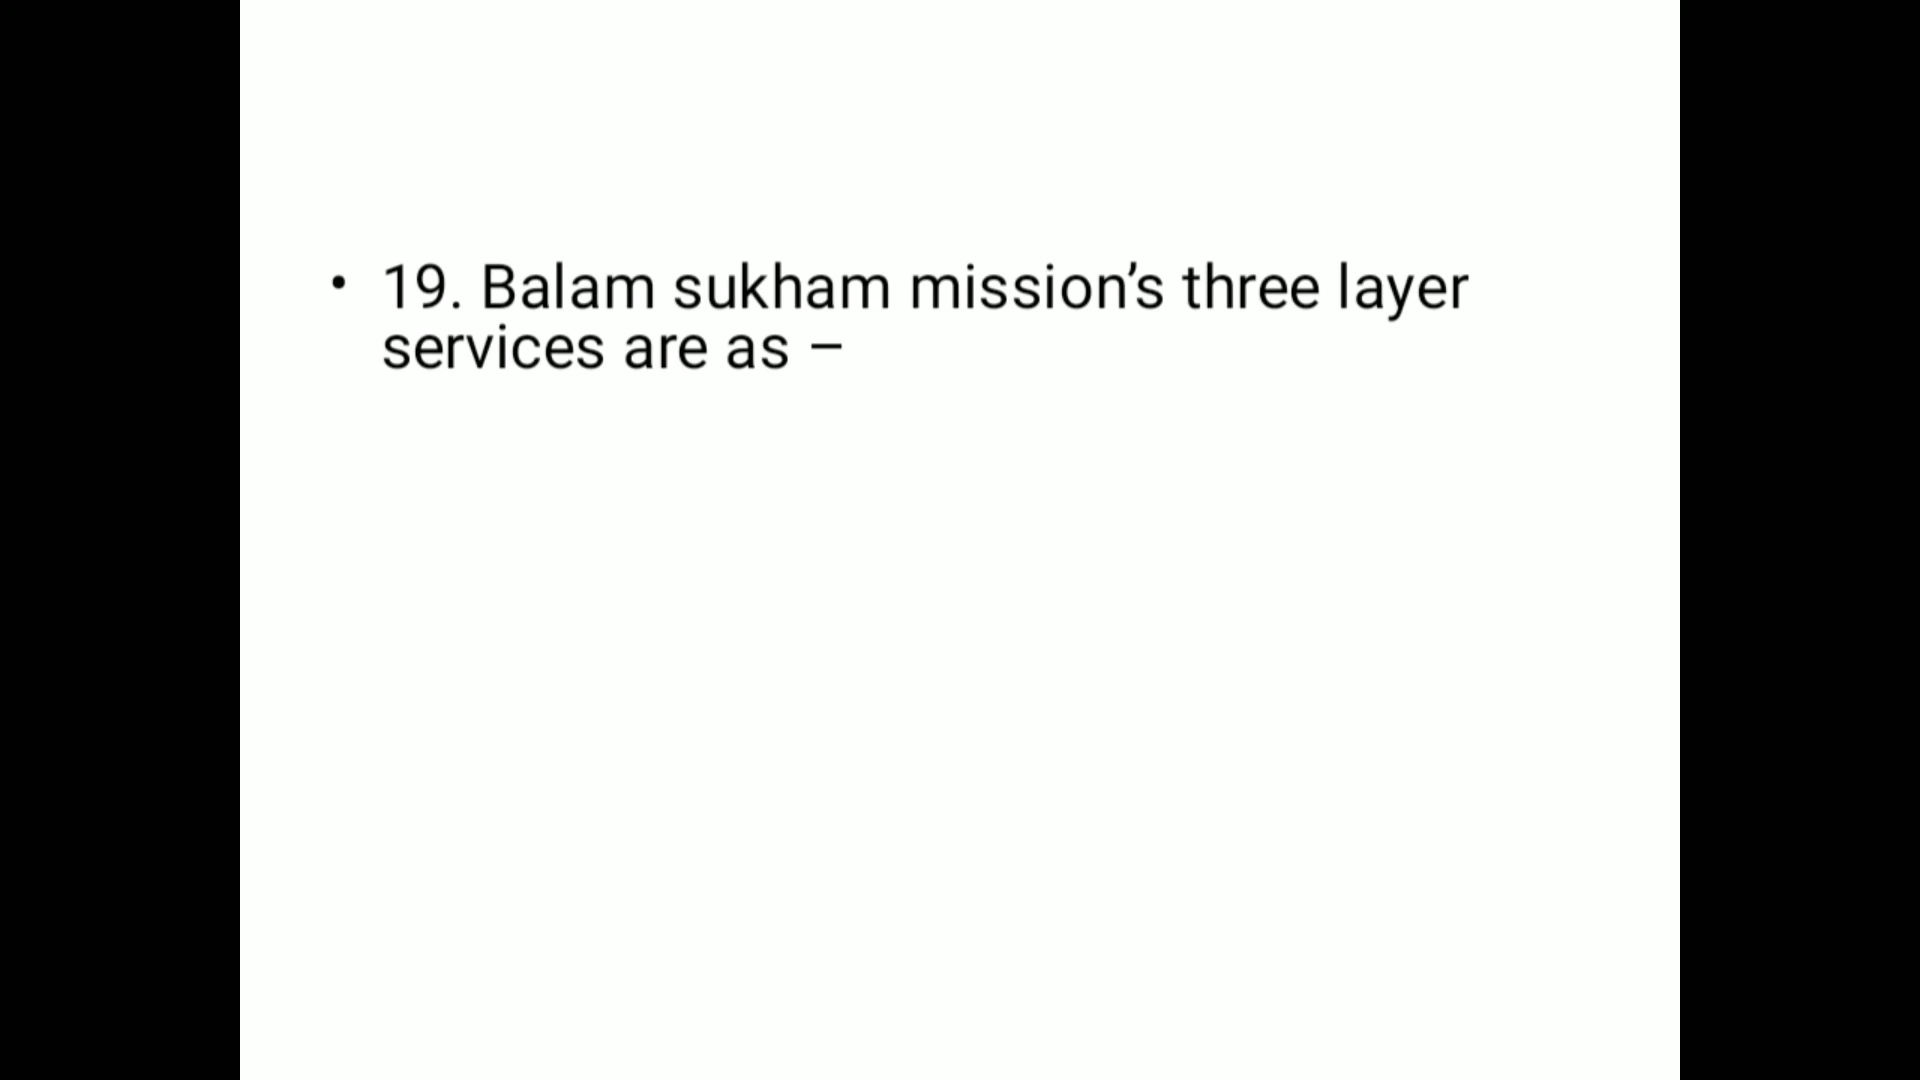 • 19. Balam sukham mission’s three layer
services are as –